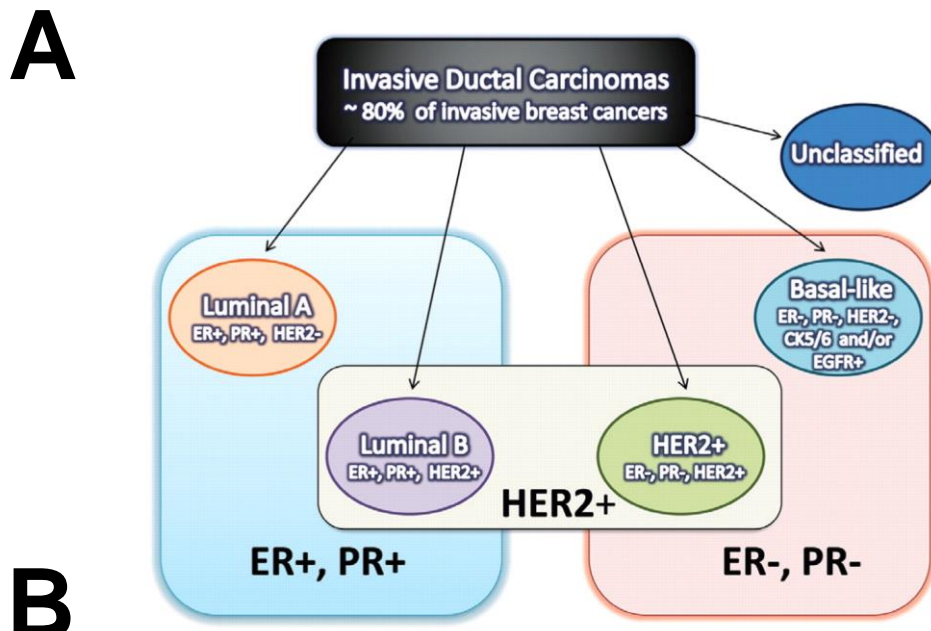 A
Invasive Ductal Carcinomas
~ 80% of invasive breast cancers
Unclassified
Luminal A
ER+, PR+, HER2-
Basal-like
ER-, PR-, HER2-,
CK5/6 and/or
EGFR+
Luminal B
ER+, PR+, HER2+
HER2+
ER-, PR-, HER2+
HER2+
ER+, PR+
ER-, PR-
B